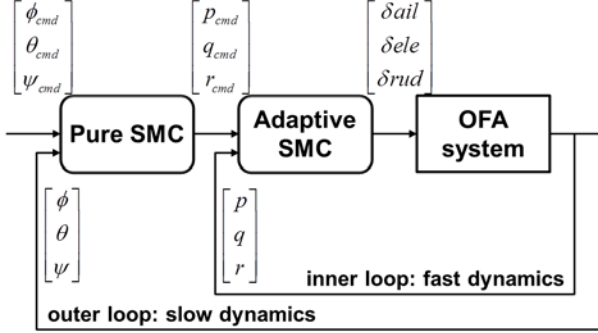 ϕcmd
θcmd
ψcmd
pcmd
qcmd
rcmd
δail
δele
δrud
Pure SMC
Adaptive
SMC
OFA
system
ϕ
θ
ψ
p
q
r
inner loop: fast dynamics
outer loop: slow dynamics